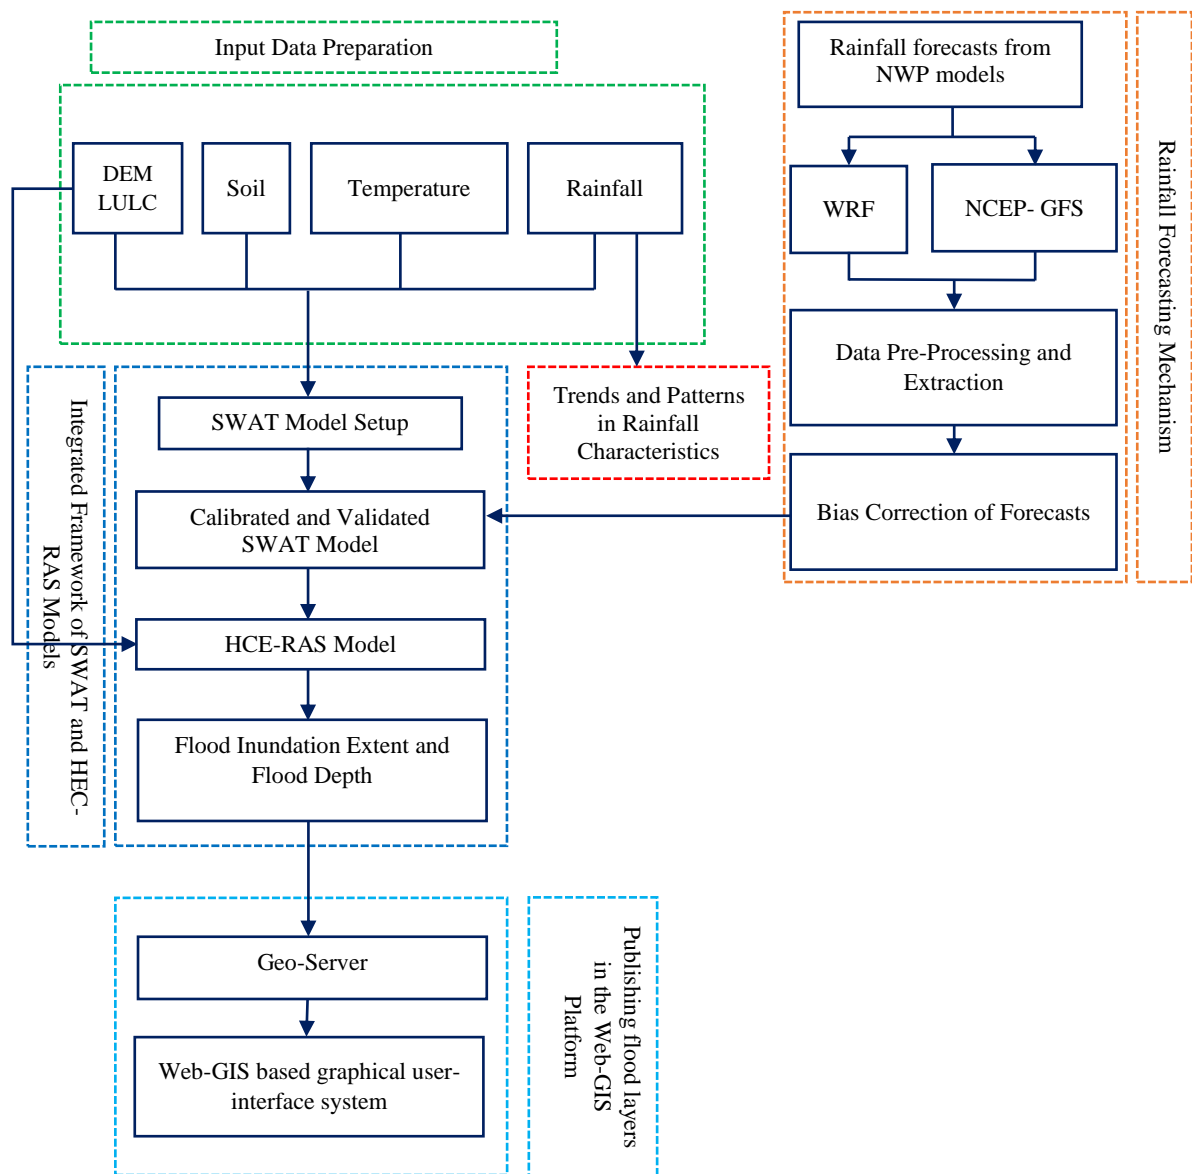 Input Data Preparation
DEM
LULC
Soil
Temperature
Rainfall
Rainfall forecasts from
NWP models
WRF
NCEP- GFS
Data Pre-Processing and
Extraction
Bias Correction of Forecasts
Rainfall Forecasting Mechanism
Trends and Patterns
in Rainfall
Characteristics
Integrated Framework of SWAT and HEC-
RAS Models
SWAT Model Setup
Calibrated and Validated
SWAT Model
HCE-RAS Model
Flood Inundation Extent and
Flood Depth
Geo-Server
Web-GIS based graphical user-
interface system
Publishing flood layers
in the Web-GIS
Platform